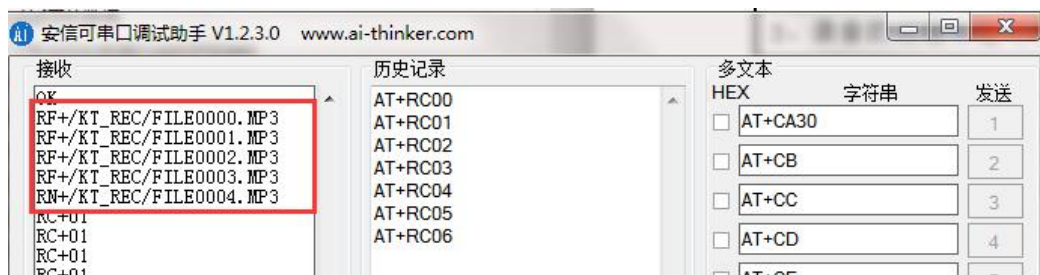 安信可串口调试助手 V1.2.3.0 www.ai-thinker.com
接收
OK
RF+/KT_REC/FILE0000.MP3
RF+/KT_REC/FILE0001.MP3
RF+/KT_REC/FILE0002.MP3
RF+/KT_REC/FILE0003.MP3
RN+/KT_REC/FILE0004.MP3
RC+01
RC+01
RC+01
RC+01
历史记录
AT+RC00
AT+RC01
AT+RC02
AT+RC03
AT+RC04
AT+RC05
AT+RC06
多文本
HEX 字符串 发送
AT+CA30 1
AT+CB 2
AT+CC 3
AT+CD 4